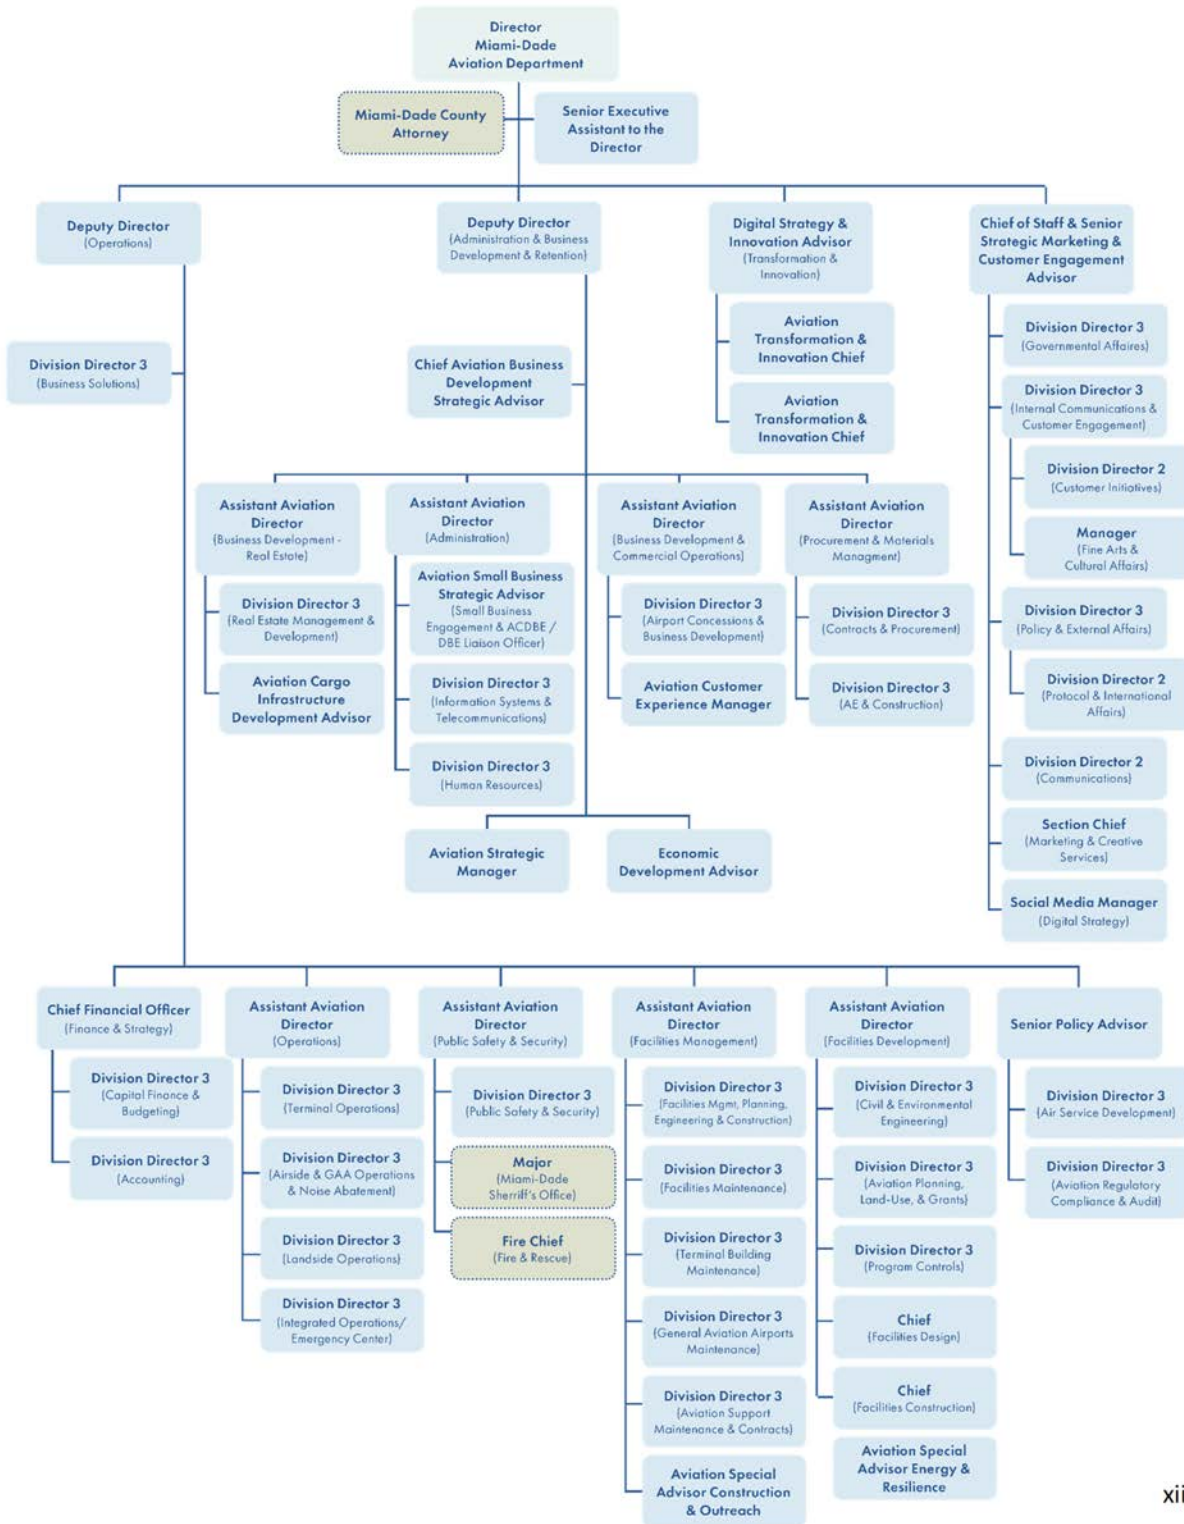 Director
Miami-Dade
Aviation Department
Miami-Dade County
Attorney
Senior Executive
Assistant to the
Director
Deputy Director
(Operations)
Deputy Director
(Administration & Business
Development & Retention)
Digital Strategy &
Innovation Advisor
(Transformation &
Innovation)
Chief of Staff & Senior
Strategic Marketing &
Customer Engagement
Advisor
Division Director 3
(Business Solutions)
Chief Aviation Business
Development
Strategic Advisor
Aviation
Transformation &
Innovation Chief
Aviation
Transformation &
Innovation Chief
Division Director 3
(Governmental Affaires)
Division Director 3
(Internal Communications &
Customer Engagement)
Division Director 2
(Customer Initiatives)
Manager
(Fine Arts &
Cultural Affairs)
Division Director 3
(Policy & External Affairs)
Division Director 2
(Protocol & International
Affairs)
Division Director 2
(Communications)
Section Chief
(Marketing & Creative
Services)
Social Media Manager
(Digital Strategy)
Assistant Aviation
Director
(Business Development -
Real Estate)
Division Director 3
(Real Estate Management &
Development)
Aviation Cargo
Infrastructure
Development Advisor
Assistant Aviation
Director
(Administration)
Aviation Small Business
Strategic Advisor
(Small Business
Engagement & ACDBE /
DBE Liaison Officer)
Division Director 3
(Information Systems &
Telecommunications)
Division Director 3
(Human Resources)
Assistant Aviation
Director
(Business Development &
Commercial Operations)
Division Director 3
(Airport Concessions &
Business Development)
Aviation Customer
Experience Manager
Assistant Aviation
Director
(Procurement & Materials
Managment)
Division Director 3
(Contracts & Procurement)
Division Director 3
(AE & Construction)
Aviation Strategic
Manager
Economic
Development Advisor
Chief Financial Officer
(Finance & Strategy)
Division Director 3
(Capital Finance &
Budgeting)
Division Director 3
(Accounting)
Assistant Aviation
Director
(Operations)
Division Director 3
(Terminal Operations)
Division Director 3
(Airside & GAA Operations
& Noise Abatement)
Division Director 3
(Landside Operations)
Division Director 3
(Integrated Operations/
Emergency Center)
Assistant Aviation
Director
(Public Safety & Security)
Division Director 3
(Public Safety & Security)
Major
(Miami-Dade
Sherriff's Office)
Fire Chief
(Fire & Rescue)
Assistant Aviation
Director
(Facilities Management)
Division Director 3
(Facilities Mgmt, Planning,
Engineering & Construction)
Division Director 3
(Facilities Maintenance)
Division Director 3
(Terminal Building
Maintenance)
Division Director 3
(General Aviation Airports
Maintenance)
Division Director 3
(Aviation Support
Maintenance & Contracts)
Aviation Special
Advisor Construction
& Outreach
Assistant Aviation
Director
(Facilities Development)
Division Director 3
(Civil & Environmental
Engineering)
Division Director 3
(Aviation Planning,
Land-Use, & Grants)
Division Director 3
(Program Controls)
Chief
(Facilities Design)
Chief
(Facilities Construction)
Aviation Special
Advisor Energy &
Resilience
Senior Policy Advisor
Division Director 3
(Air Service Development)
Division Director 3
(Aviation Regulatory
Compliance & Audit)
xii